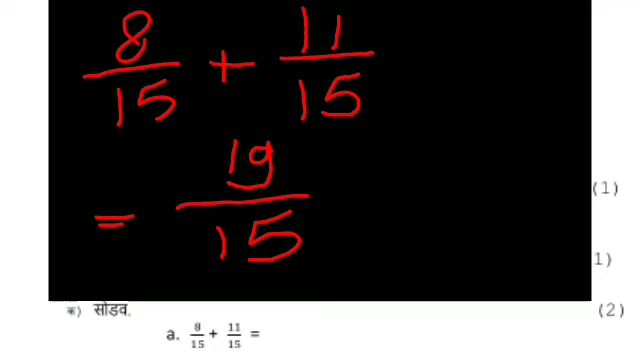 8/15 + 11/15
= 19/15
(1)
1)
क) सोडव. (2)
a. 8/15 + 11/15 =